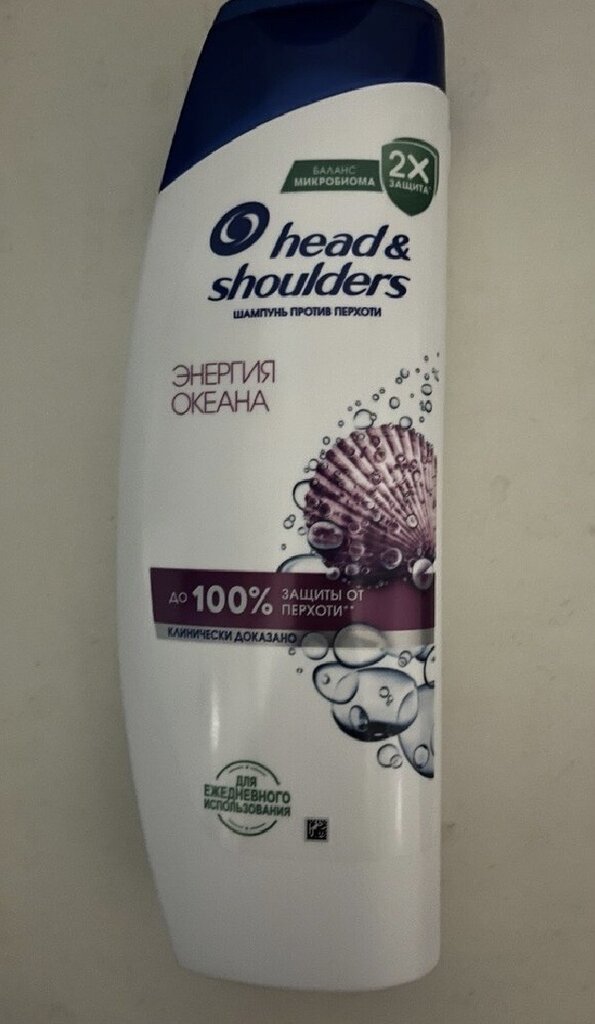 БАЛАНС
МИКРОБИОМА
2X
ЗАЩИТА*
head &
shoulders
ШАМПУНЬ ПРОТИВ ПЕРХОТИ
ЭНЕРГИЯ
ОКЕАНА
ДО 100% ЗАЩИТЫ ОТ
ПЕРХОТИ**
КЛИНИЧЕСКИ ДОКАЗАНО
ДЛЯ
ЕЖЕДНЕВНОГО
ИСПОЛЬЗОВАНИЯ